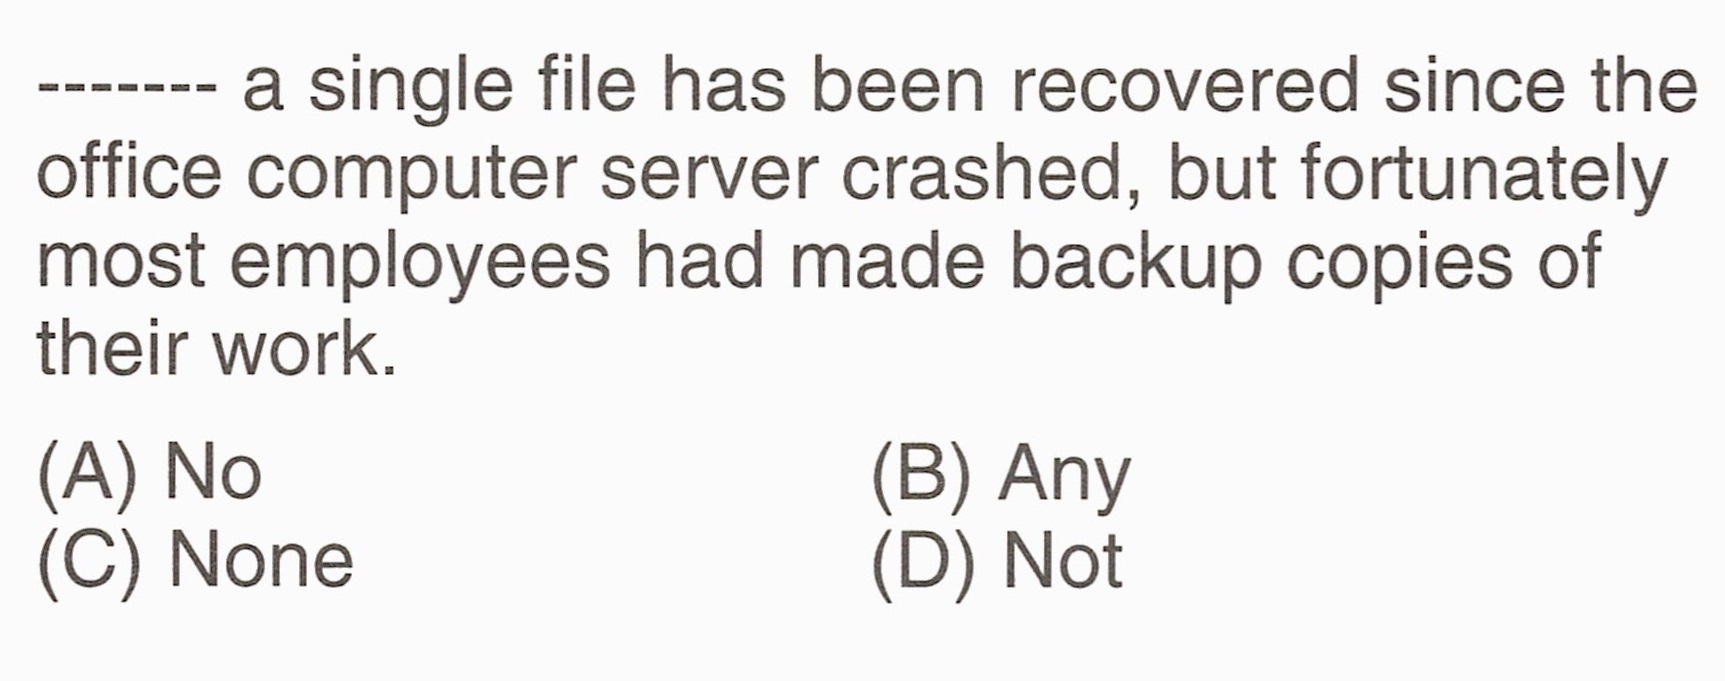 ------- a single file has been recovered since the
office computer server crashed, but fortunately
most employees had made backup copies of
their work.
(A) No (B) Any
(C) None (D) Not